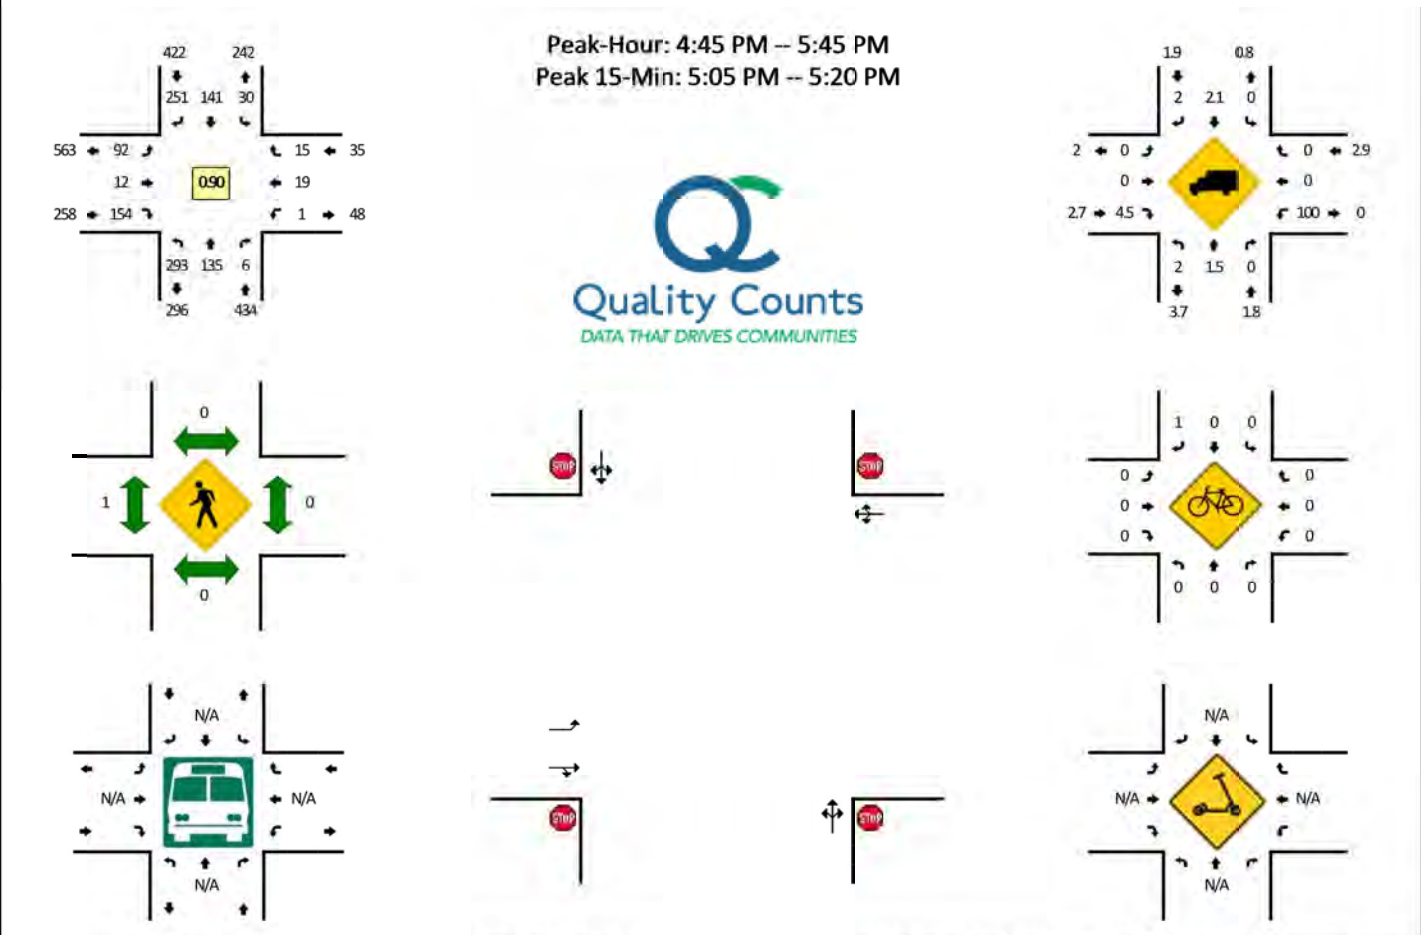 Peak-Hour: 4:45 PM -- 5:45 PM
Peak 15-Min: 5:05 PM -- 5:20 PM
422 242
251 141 30
563 92 15 35
12 0.90 19
258 154 1 48
293 135 6
296 434
Quality Counts
DATA THAT DRIVES COMMUNITIES
1.9 0.8
2 2.1 0
2 0 0 2.9
0 0
2.7 4.5 100 0
2 1.5 0
3.7 1.8
0
1 0
0
STOP STOP
1 0 0
0 0
0 0
0 0
0 0 0
N/A
N/A N/A
N/A
STOP STOP
N/A
N/A N/A
N/A